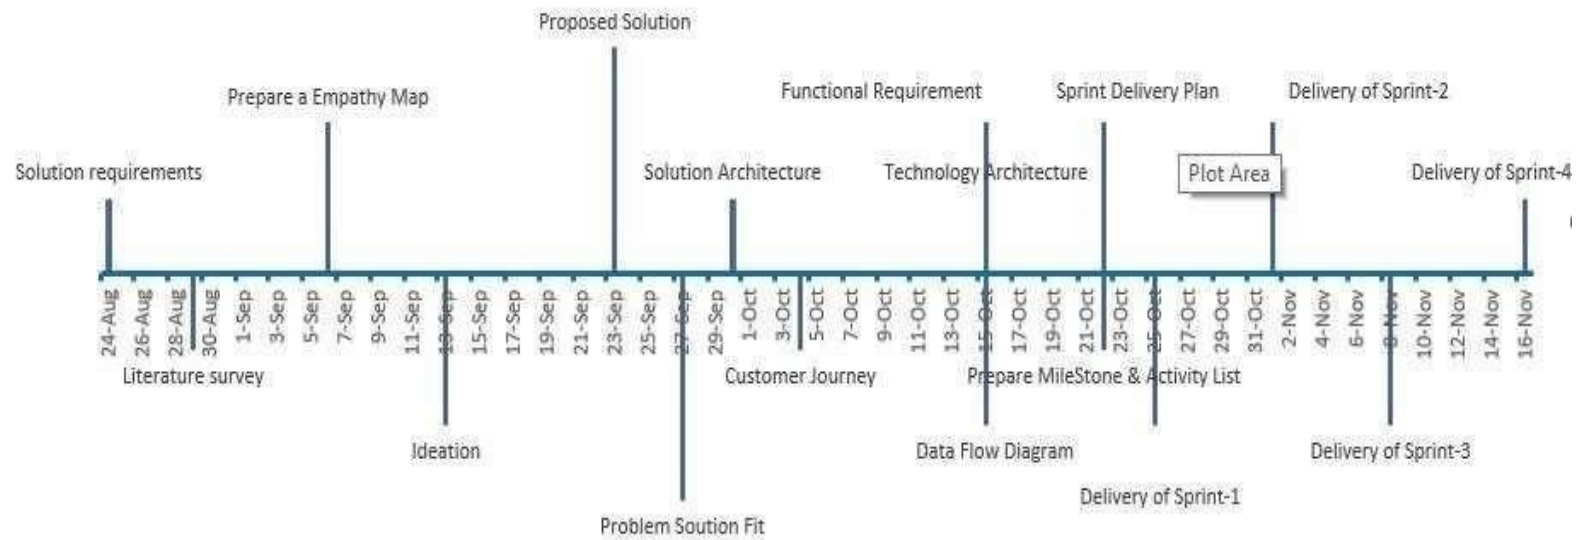 Proposed Solution
Prepare a Empathy Map
Functional Requirement
Sprint Delivery Plan
Delivery of Sprint-2
Solution requirements
Solution Architecture
Technology Architecture
Plot Area
Delivery of Sprint-4
24-Aug
26-Aug
28-Aug
30-Aug
1-Sep
3-Sep
5-Sep
7-Sep
9-Sep
11-Sep
13-Sep
15-Sep
17-Sep
19-Sep
21-Sep
23-Sep
25-Sep
27-Sep
29-Sep
1-Oct
3-Oct
5-Oct
7-Oct
9-Oct
11-Oct
13-Oct
15-Oct
17-Oct
19-Oct
21-Oct
23-Oct
25-Oct
27-Oct
29-Oct
31-Oct
2-Nov
4-Nov
6-Nov
8-Nov
10-Nov
12-Nov
14-Nov
16-Nov
Literature survey
Customer Journey
Prepare MileStone & Activity List
Ideation
Data Flow Diagram
Delivery of Sprint-3
Delivery of Sprint-1
Problem Soution Fit